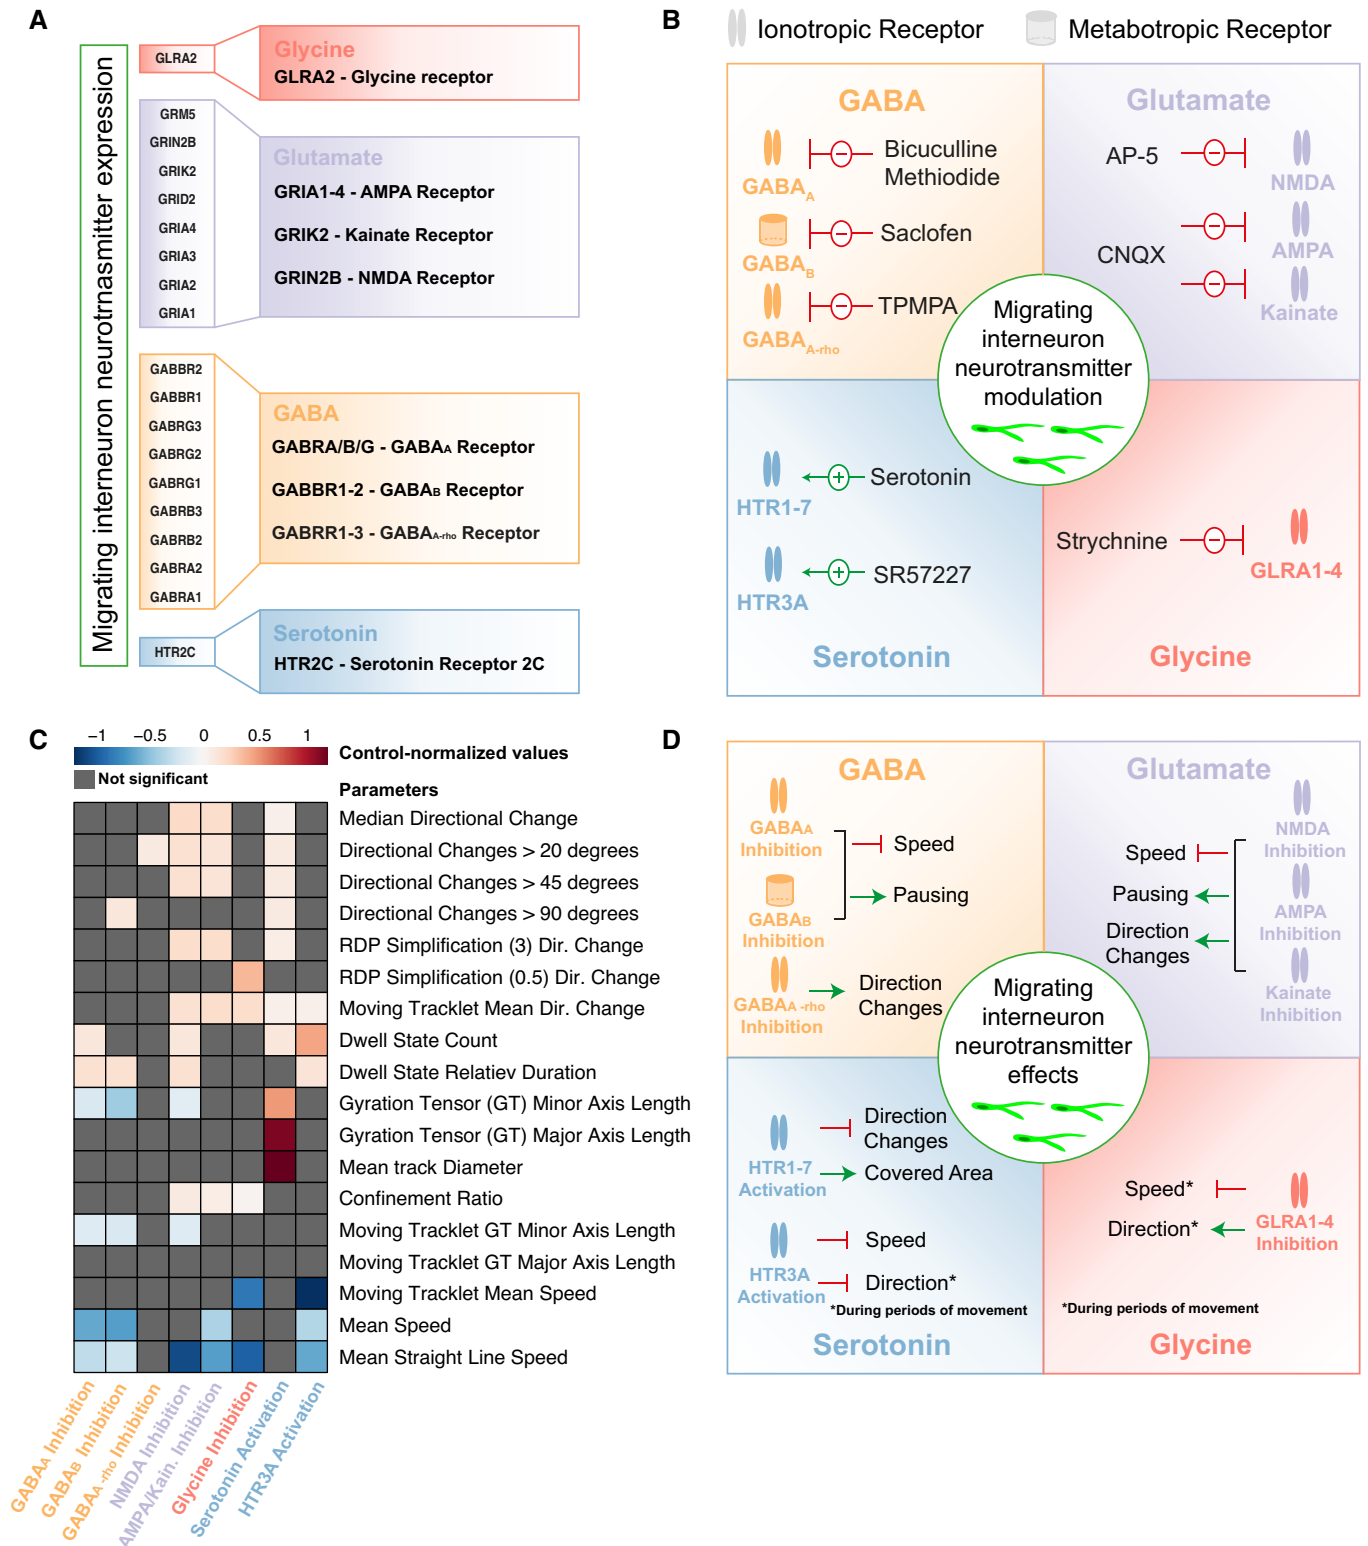 A
Migrating interneuron neurotrnasmitter expression
GLRA2
Glycine
GLRA2 - Glycine receptor
GRM5
GRIN2B
GRIK2
GRID2
GRIA4
GRIA3
GRIA2
GRIA1
Glutamate
GRIA1-4 - AMPA Receptor
GRIK2 - Kainate Receptor
GRIN2B - NMDA Receptor
GABBR2
GABBR1
GABRG3
GABRG2
GABRG1
GABRB3
GABRB2
GABRA2
GABRA1
GABA
GABRA/B/G - GABAA Receptor
GABBR1-2 - GABAB Receptor
GABRR1-3 - GABAA-rho Receptor
HTR2C
Serotonin
HTR2C - Serotonin Receptor 2C
B
Ionotropic Receptor
Metabotropic Receptor
GABA
GABAA
Bicuculline
Methiodide
GABAB
Saclofen
GABAA-rho
TPMPA
Glutamate
AP-5
NMDA
CNQX
AMPA
Kainate
Migrating
interneuron
neurotransmitter
modulation
HTR1-7
Serotonin
HTR3A
SR57227
Serotonin
Strychnine
GLRA1-4
Glycine
C
−1 −0.5 0 0.5 1
Control-normalized values
Not significant
Parameters
Median Directional Change
Directional Changes > 20 degrees
Directional Changes > 45 degrees
Directional Changes > 90 degrees
RDP Simplification (3) Dir. Change
RDP Simplification (0.5) Dir. Change
Moving Tracklet Mean Dir. Change
Dwell State Count
Dwell State Relatiev Duration
Gyration Tensor (GT) Minor Axis Length
Gyration Tensor (GT) Major Axis Length
Mean track Diameter
Confinement Ratio
Moving Tracklet GT Minor Axis Length
Moving Tracklet GT Major Axis Length
Moving Tracklet Mean Speed
Mean Speed
Mean Straight Line Speed
GABAA Inhibition
GABAB Inhibition
GABAA -rho Inhibition
NMDA Inhibition
AMPA/Kain. Inhibition
Glycine Inhibition
Serotonin Activation
HTR3A Activation
D
GABA
GABAA
Inhibition
GABAB
Inhibition
Speed
Pausing
GABAA -rho
Inhibition
Direction
Changes
Glutamate
Speed
Pausing
Direction
Changes
NMDA
Inhibition
AMPA
Inhibition
Kainate
Inhibition
Migrating
interneuron
neurotransmitter
effects
HTR1-7
Activation
Direction
Changes
Covered Area
HTR3A
Activation
Speed
Direction*
*During periods of movement
Serotonin
Speed*
Direction*
GLRA1-4
Inhibition
*During periods of movement
Glycine